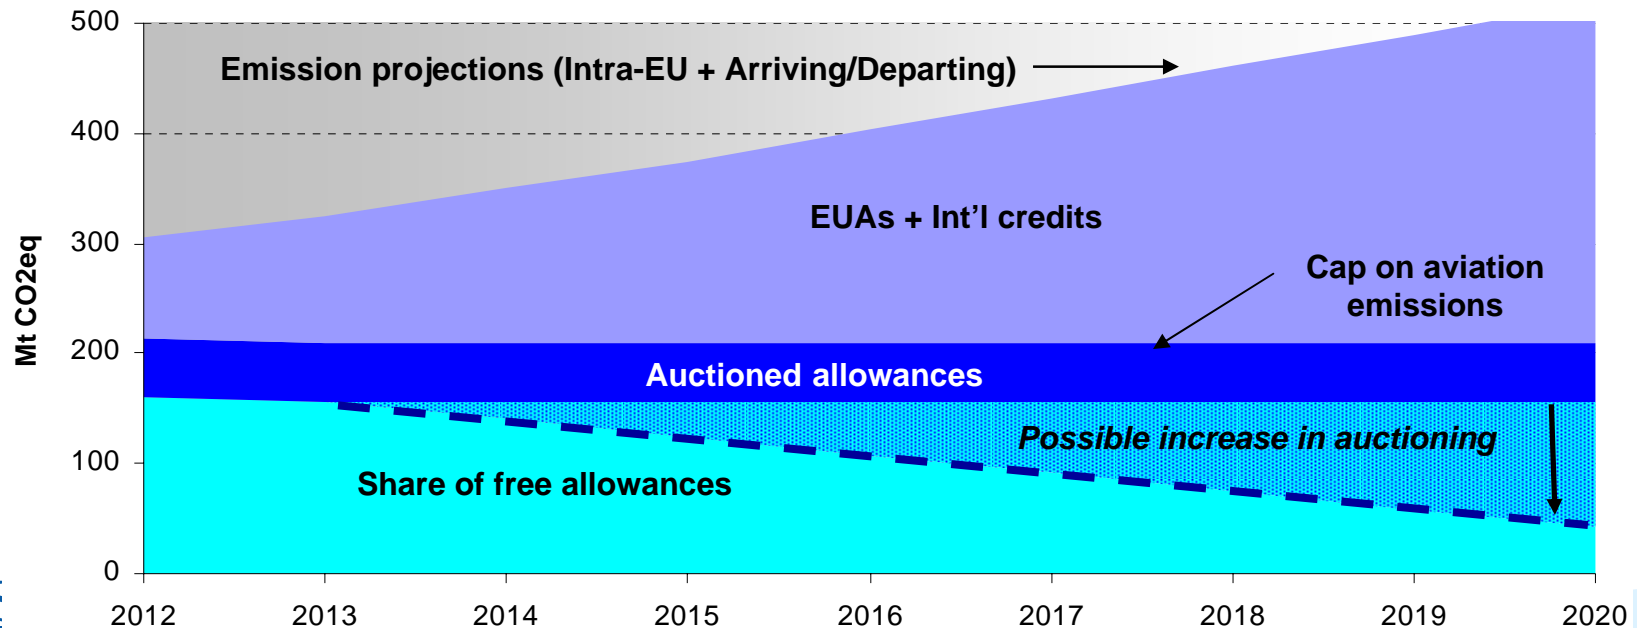 500
Emission projections (Intra-EU + Arriving/Departing)
400
EUAs + Int'l credits
300
Cap on aviation
emissions
Mt CO2eq
200
Auctioned allowances
Possible increase in auctioning
100
Share of free allowances
0
2012 2013 2014 2015 2016 2017 2018 2019 2020